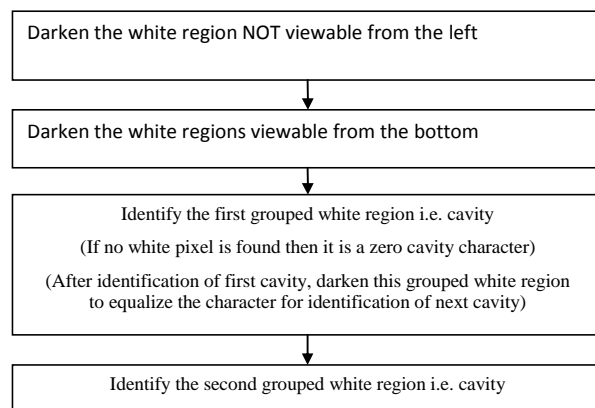 Darken the white region NOT viewable from the left
Darken the white regions viewable from the bottom
Identify the first grouped white region i.e. cavity
(If no white pixel is found then it is a zero cavity character)
(After identification of first cavity, darken this grouped white region
to equalize the character for identification of next cavity)
Identify the second grouped white region i.e. cavity